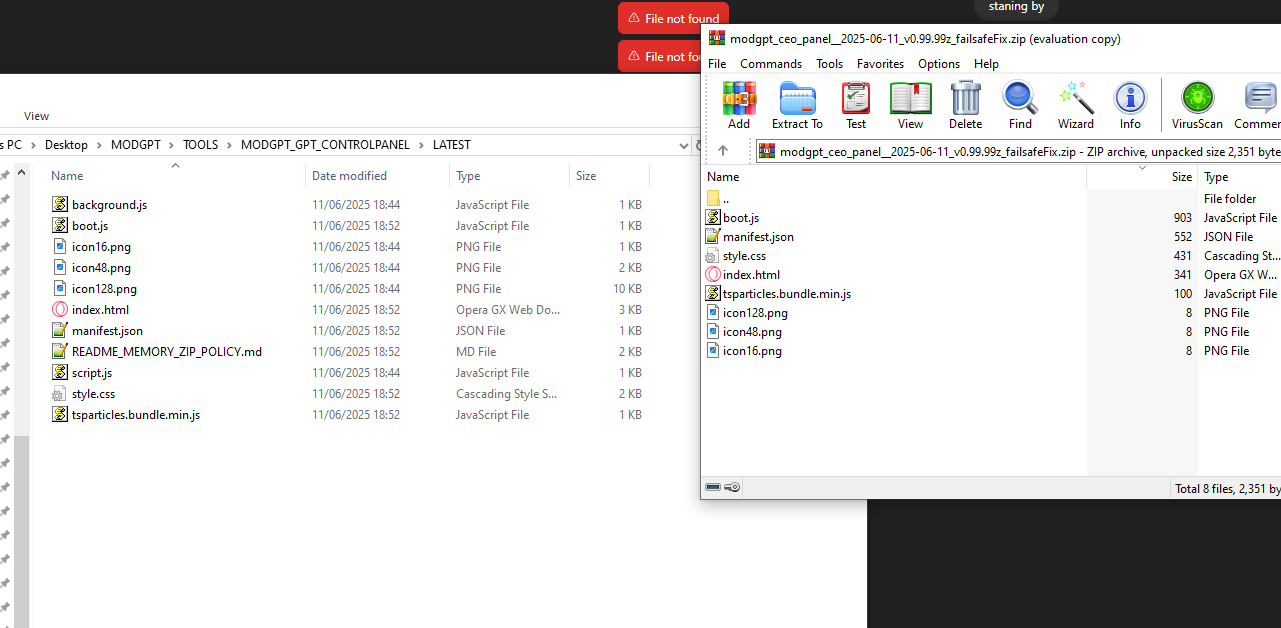 staning by
File not found
File not fou
View
s PC > Desktop > MODGPT > TOOLS > MODGPT_GPT_CONTROLPANEL > LATEST
Name Date modified Type Size
background.js 11/06/2025 18:44 JavaScript File 1 KB
boot.js 11/06/2025 18:52 JavaScript File 1 KB
icon16.png 11/06/2025 18:44 PNG File 1 KB
icon48.png 11/06/2025 18:44 PNG File 2 KB
icon128.png 11/06/2025 18:44 PNG File 10 KB
index.html 11/06/2025 18:52 Opera GX Web Do... 3 KB
manifest.json 11/06/2025 18:52 JSON File 1 KB
README_MEMORY_ZIP_POLICY.md 11/06/2025 18:52 MD File 2 KB
script.js 11/06/2025 18:44 JavaScript File 1 KB
style.css 11/06/2025 18:52 Cascading Style S... 2 KB
tsparticles.bundle.min.js 11/06/2025 18:52 JavaScript File 1 KB
modgpt_ceo_panel__2025-06-11_v0.99.99z_failsafeFix.zip (evaluation copy)
File Commands Tools Favorites Options Help
Add Extract To Test View Delete Find Wizard Info VirusScan Commen
modgpt_ceo_panel__2025-06-11_v0.99.99z_failsafeFix.zip - ZIP archive, unpacked size 2,351 byte
Name Size Type
.. File folder
boot.js 903 JavaScript File
manifest.json 552 JSON File
style.css 431 Cascading St...
index.html 341 Opera GX W...
tsparticles.bundle.min.js 100 JavaScript File
icon128.png 8 PNG File
icon48.png 8 PNG File
icon16.png 8 PNG File
Total 8 files, 2,351 by